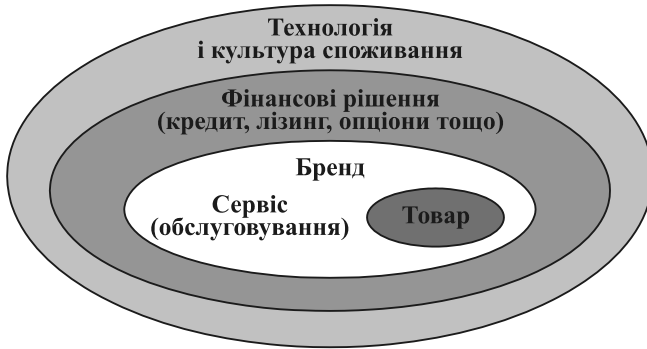 Технологія
і культура споживання
Фінансові рішення
(кредит, лізинг, опціони тощо)
Бренд
Сервіс
(обслуговування)
Товар